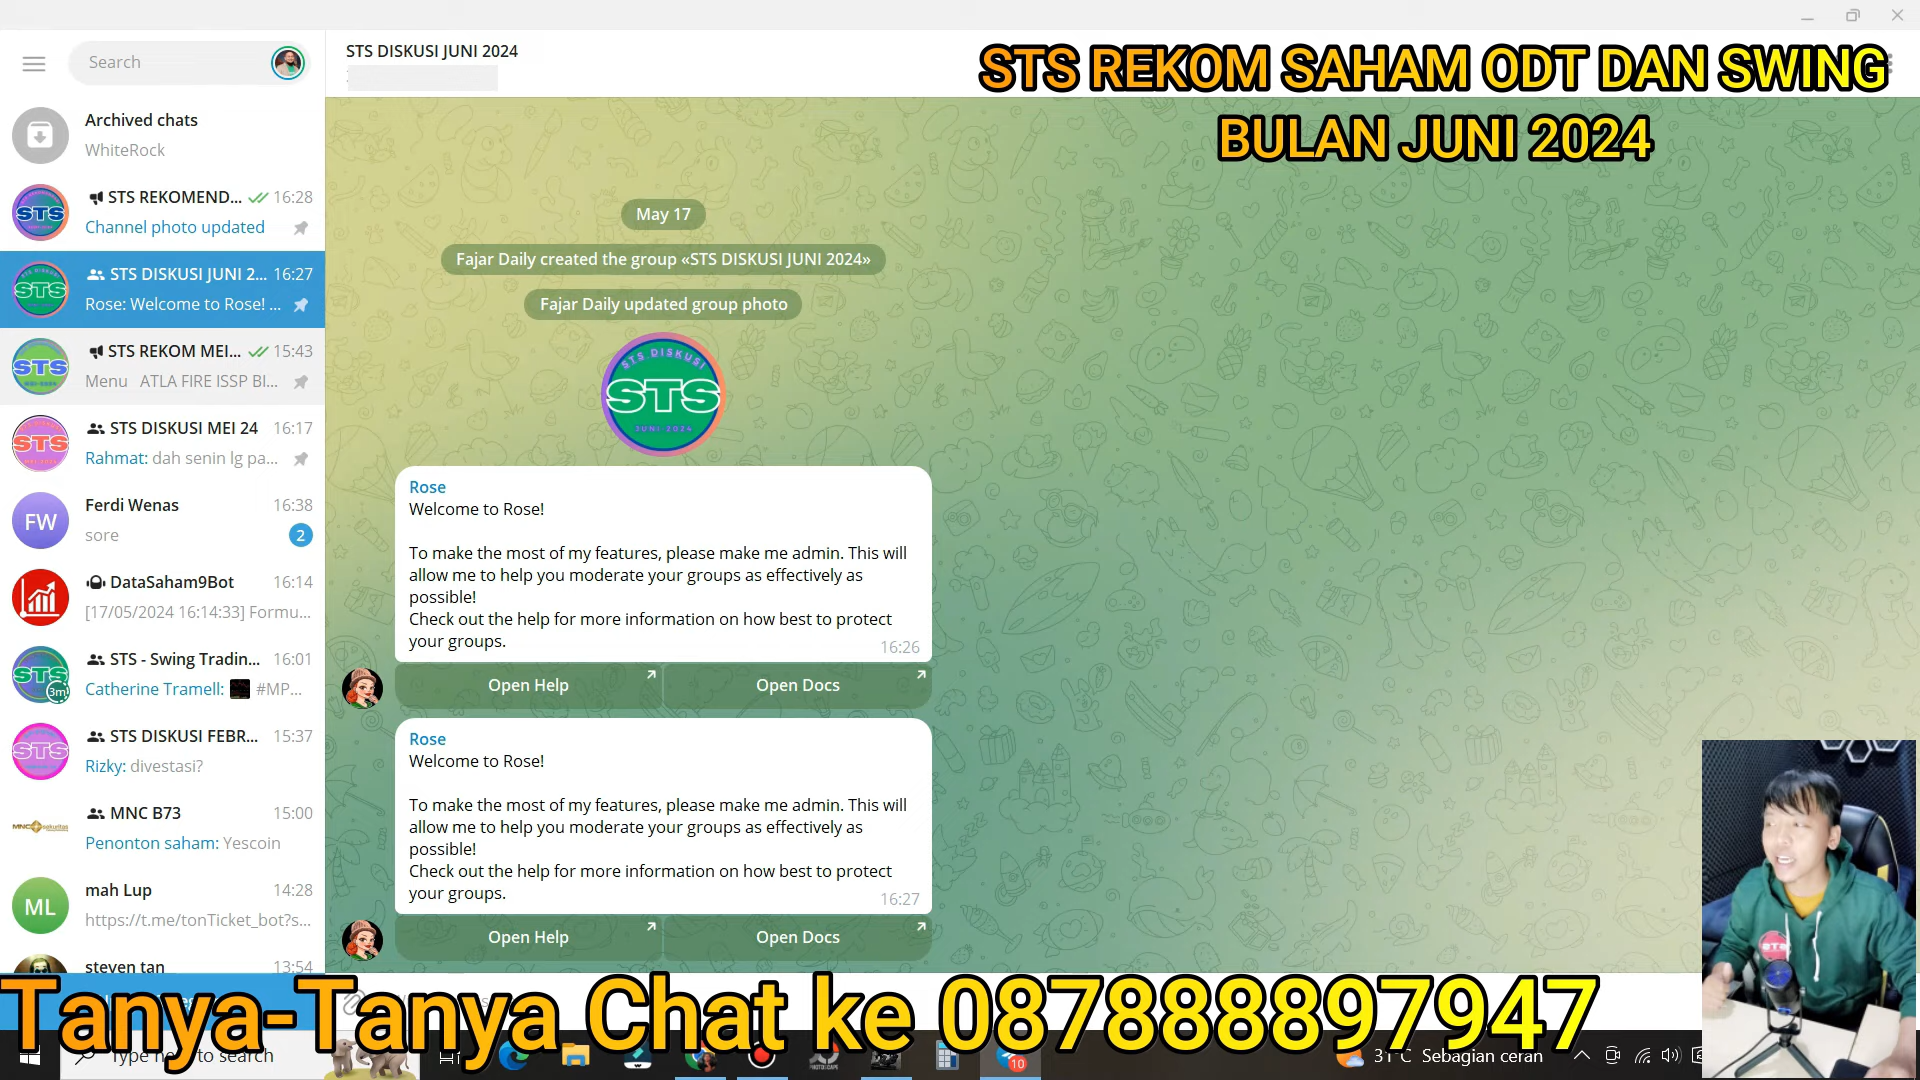 STS REKOM SAHAM ODT DAN SWING
BULAN JUNI 2024
Search
STS DISKUSI JUNI 2024
Archived chats
WhiteRock
STS REKOMEND... 16:28
Channel photo updated
STS DISKUSI JUNI 2... 16:27
Rose: Welcome to Rose! ...
STS REKOM MEI... 15:43
Menu ATLA FIRE ISSP BI...
STS DISKUSI MEI 24 16:17
Rahmat: dah senin lg pa...
FW
Ferdi Wenas 16:38
sore 2
DataSaham9Bot 16:14
[17/05/2024 16:14:33] Formu...
STS - Swing Tradin... 16:01
Catherine Tramell: #MP...
3m
STS DISKUSI FEBR... 15:37
Rizky: divestasi?
MNC B73 15:00
Penonton saham: Yescoin
ML
mah Lup 14:28
https://t.me/tonTicket_bot?s...
steven tan 13:54
May 17
Fajar Daily created the group «STS DISKUSI JUNI 2024»
Fajar Daily updated group photo
STS DISKUSI
STS
JUNI 2024
Rose
Welcome to Rose!
To make the most of my features, please make me admin. This will
allow me to help you moderate your groups as effectively as
possible!
Check out the help for more information on how best to protect
your groups. 16:26
Open Help Open Docs
Rose
Welcome to Rose!
To make the most of my features, please make me admin. This will
allow me to help you moderate your groups as effectively as
possible!
Check out the help for more information on how best to protect
your groups. 16:27
Open Help Open Docs
Tanya-Tanya Chat ke 087888897947
to search
10
31°C Sebagian ceran